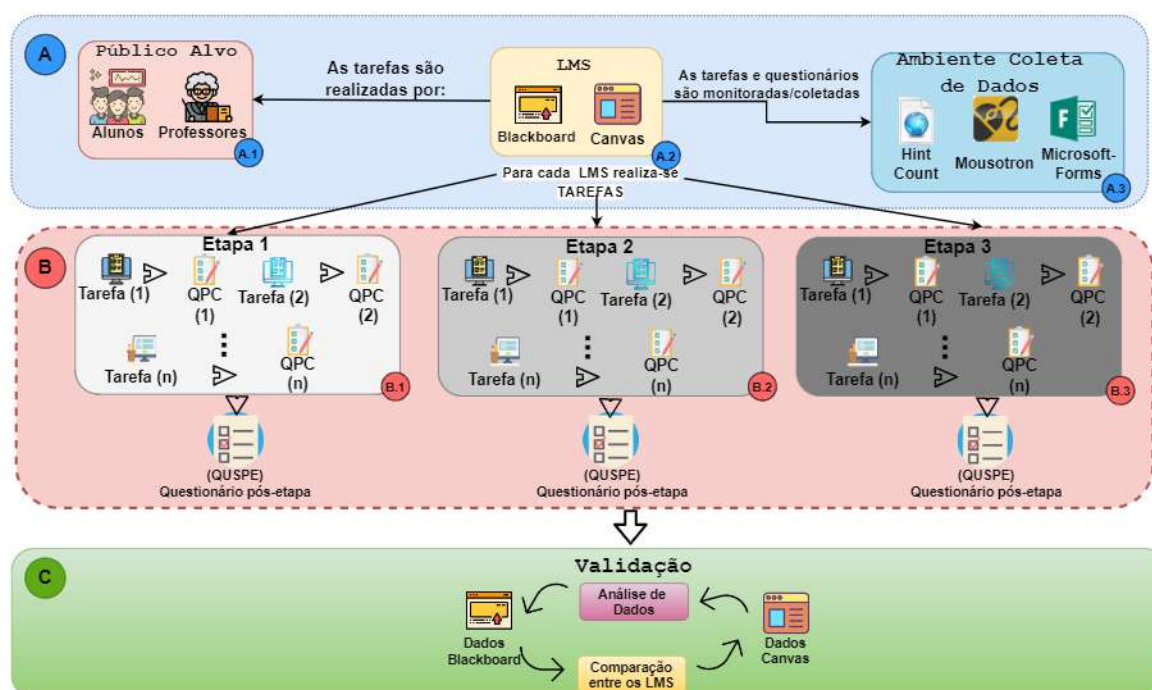 A
Público Alvo
Alunos
Professores
A.1
As tarefas são
realizadas por:
LMS
Blackboard
Canvas
A.2
As tarefas e questionários
são monitoradas/coletadas
Ambiente Coleta
de Dados
Hint
Count
Mousotron
Microsoft-
Forms
A.3
Para cada LMS realiza-se
TAREFAS
B
Etapa 1
Tarefa (1)
QPC
(1)
Tarefa (2)
QPC
(2)
Tarefa (n)
QPC
(n)
B.1
(QUSPE)
Questionário pós-etapa
Etapa 2
Tarefa (1)
QPC
(1)
Tarefa (2)
QPC
(2)
Tarefa (n)
QPC
(n)
B.2
(QUSPE)
Questionário pós-etapa
Etapa 3
Tarefa (1)
QPC
(1)
Tarefa (2)
QPC
(2)
Tarefa (n)
QPC
(n)
B.3
(QUSPE)
Questionário pós-etapa
C
Validação
Análise de
Dados
Dados
Blackboard
Dados
Canvas
Comparação
entre os LMS